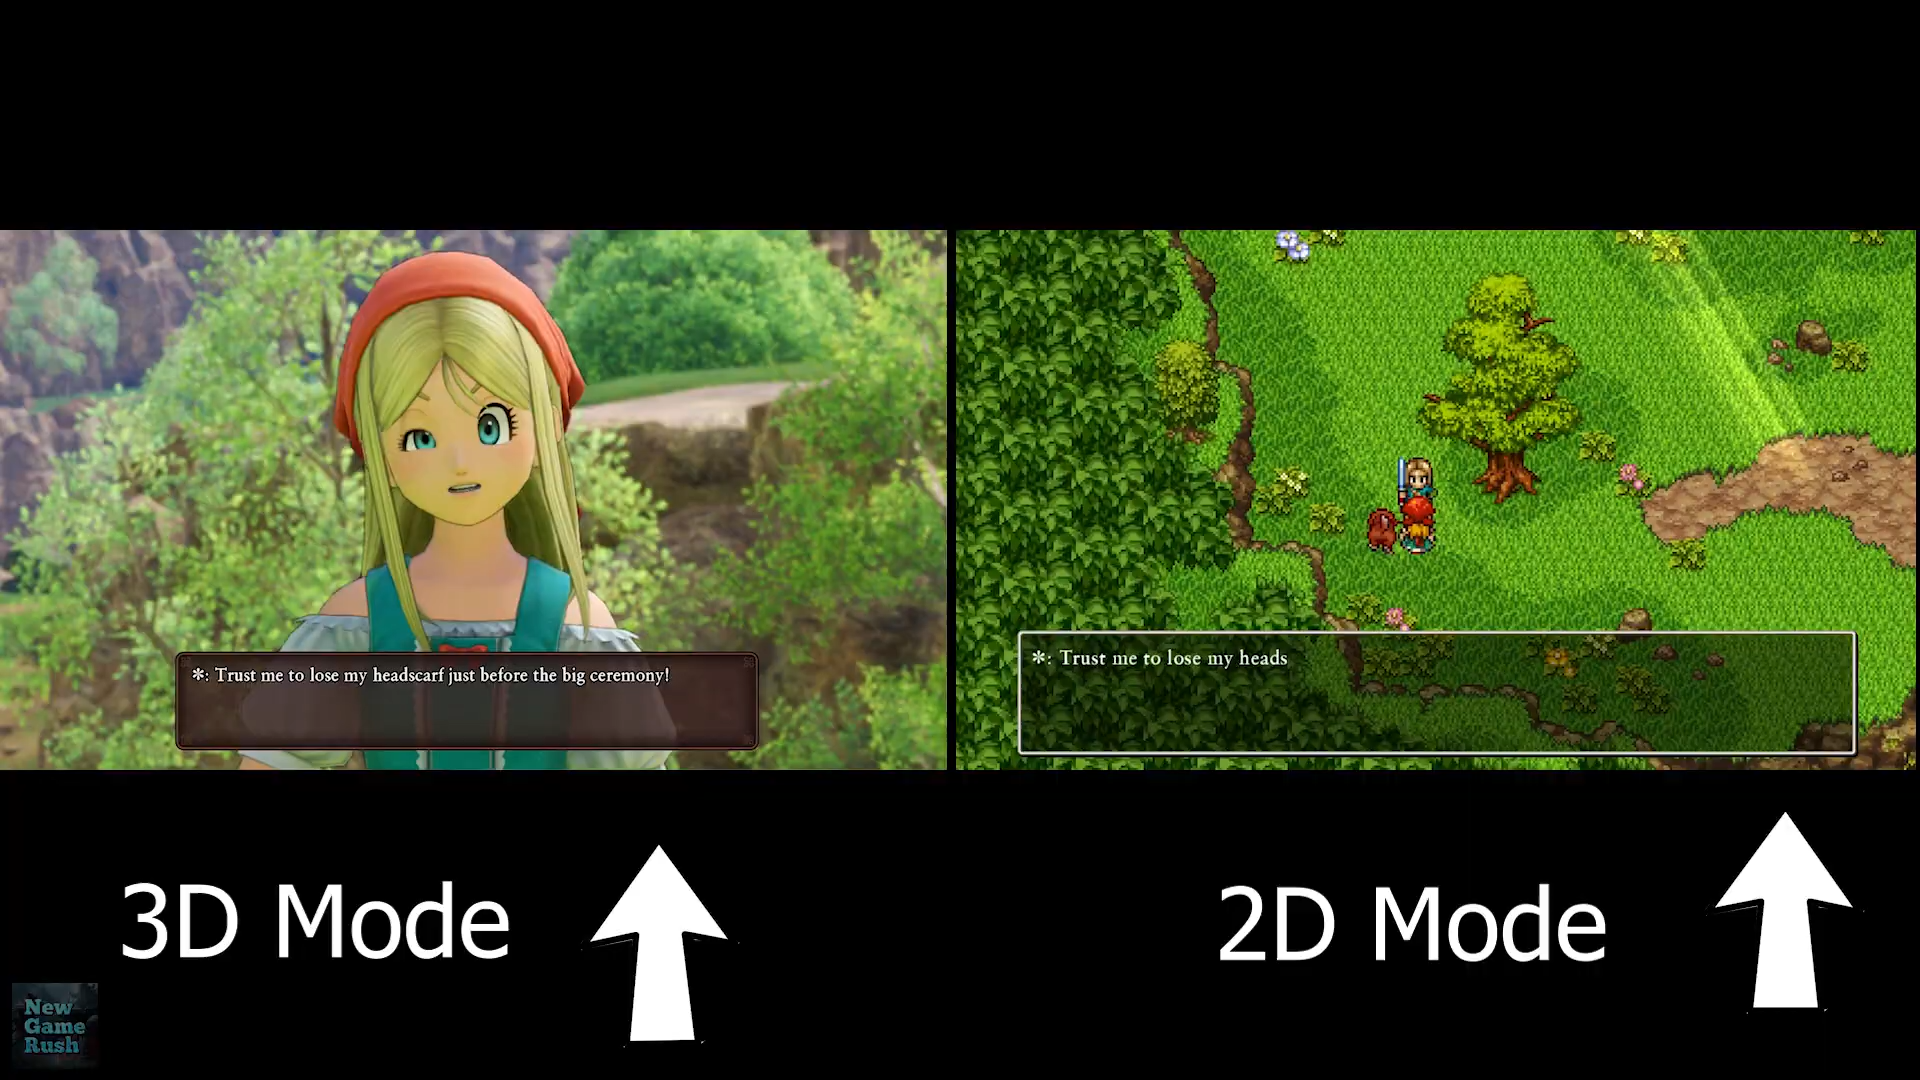 *: Trust me to lose my headscarf just before the big ceremony!
*: Trust me to lose my heads
3D Mode
2D Mode
New
Game
Rush